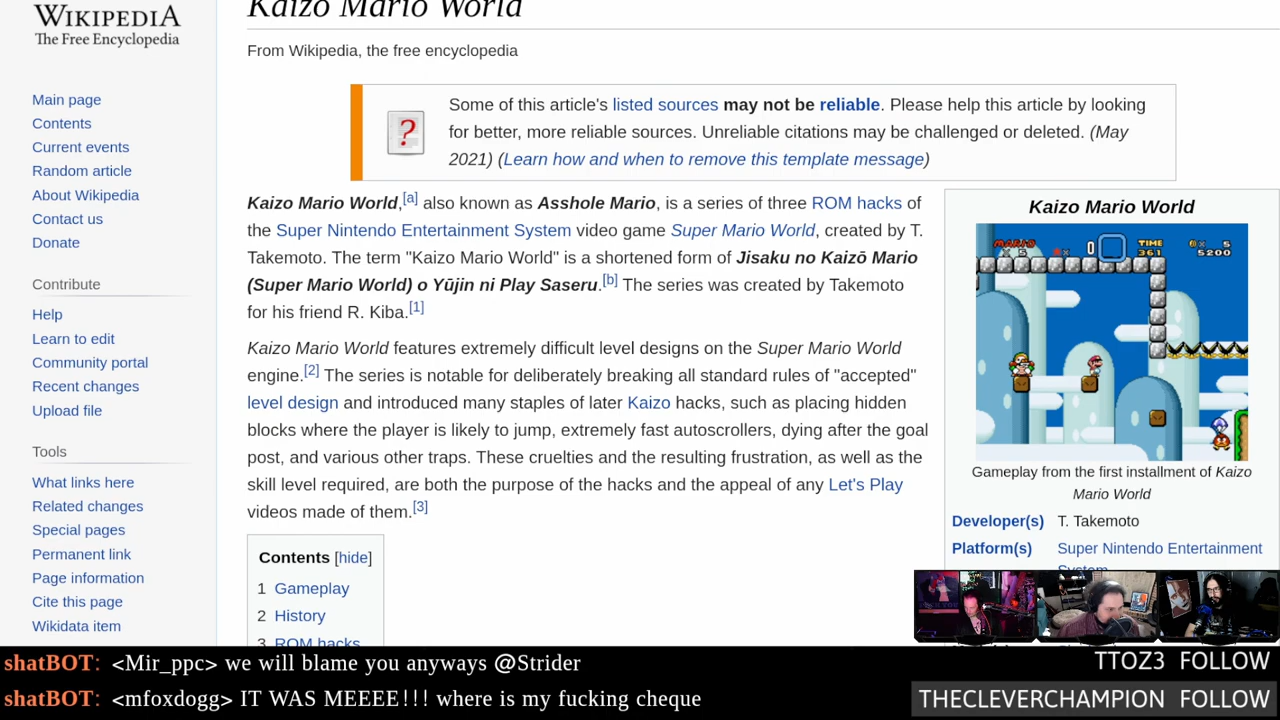 Kaizo Mario World
WIKIPEDIA
The Free Encyclopedia
From Wikipedia, the free encyclopedia
Main page
Contents
Current events
Random article
About Wikipedia
Contact us
Donate
Contribute
Help
Learn to edit
Community portal
Recent changes
Upload file
Tools
What links here
Related changes
Special pages
Permanent link
Page information
Cite this page
Wikidata item
Some of this article's listed sources may not be reliable. Please help this article by looking
for better, more reliable sources. Unreliable citations may be challenged or deleted. (May
2021) (Learn how and when to remove this template message)
Kaizo Mario World,[a] also known as Asshole Mario, is a series of three ROM hacks of
the Super Nintendo Entertainment System video game Super Mario World, created by T.
Takemoto. The term "Kaizo Mario World" is a shortened form of Jisaku no Kaizō Mario
(Super Mario World) o Yūjin ni Play Saseru.[b] The series was created by Takemoto
for his friend R. Kiba.[1]
Kaizo Mario World features extremely difficult level designs on the Super Mario World
engine.[2] The series is notable for deliberately breaking all standard rules of "accepted"
level design and introduced many staples of later Kaizo hacks, such as placing hidden
blocks where the player is likely to jump, extremely fast autoscrollers, dying after the goal
post, and various other traps. These cruelties and the resulting frustration, as well as the
skill level required, are both the purpose of the hacks and the appeal of any Let's Play
videos made of them.[3]
Contents [hide]
1 Gameplay
2 History
3 ROM hacks
Kaizo Mario World
MARIO
x 5
0
TIME
361
x 5
5200
Gameplay from the first installment of Kaizo
Mario World
Developer(s) T. Takemoto
Platform(s) Super Nintendo Entertainment
System
shatBOT: <Mir_ppc> we will blame you anyways @Strider
shatBOT: <mfoxdogg> IT WAS MEEEE!!! where is my fucking cheque
TTOZ3 FOLLOW
THECLEVERCHAMPION FOLLOW